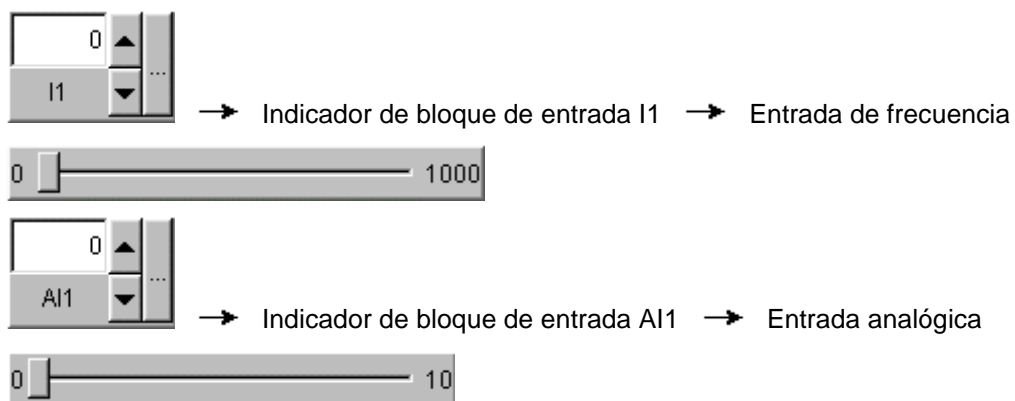 0
...
I1
→ Indicador de bloque de entrada I1 → Entrada de frecuencia
0 1000
0
...
AI1
→ Indicador de bloque de entrada AI1 → Entrada analógica
0 10